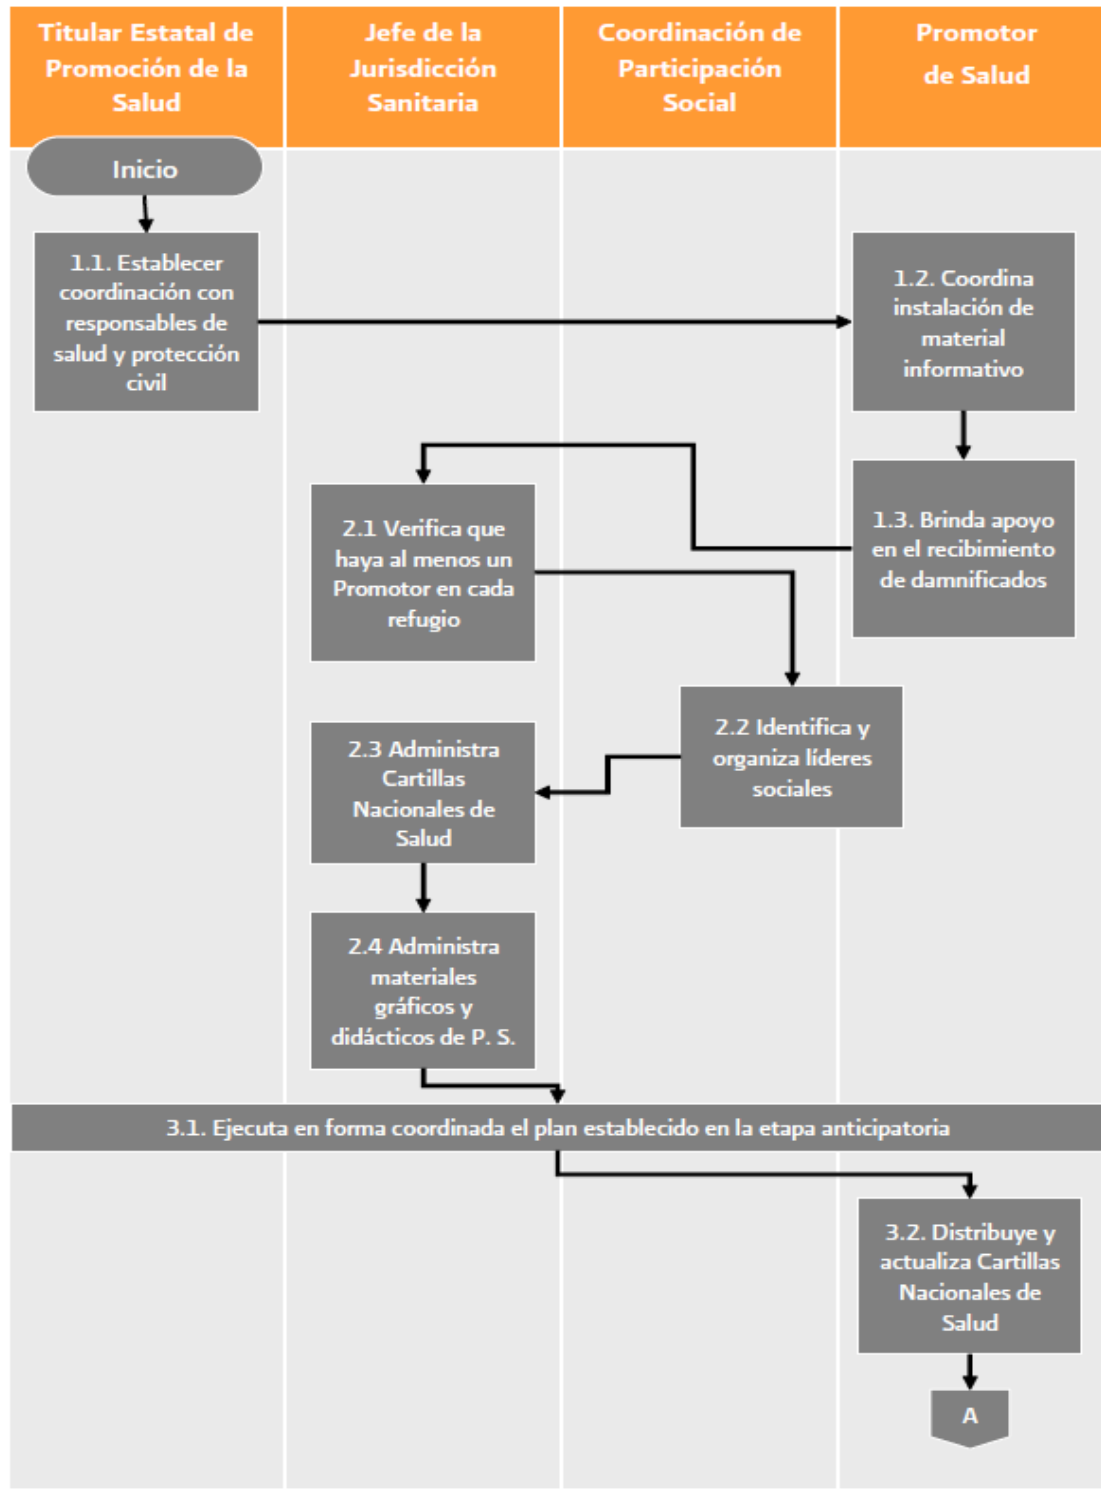 Titular Estatal de
Promoción de la
Salud
Jefe de la
Jurisdicción
Sanitaria
Coordinación de
Participación
Social
Promotor
de Salud
Inicio
1.1. Establecer
coordinación con
responsables de
salud y protección
civil
1.2. Coordina
instalación de
material
informativo
1.3. Brinda apoyo
en el recibimiento
de damnificados
2.1 Verifica que
haya al menos un
Promotor en cada
refugio
2.2 Identifica y
organiza líderes
sociales
2.3 Administra
Cartillas
Nacionales de
Salud
2.4 Administra
materiales
gráficos y
didácticos de P. S.
3.1. Ejecuta en forma coordinada el plan establecido en la etapa anticipatoria
3.2. Distribuye y
actualiza Cartillas
Nacionales de
Salud
A